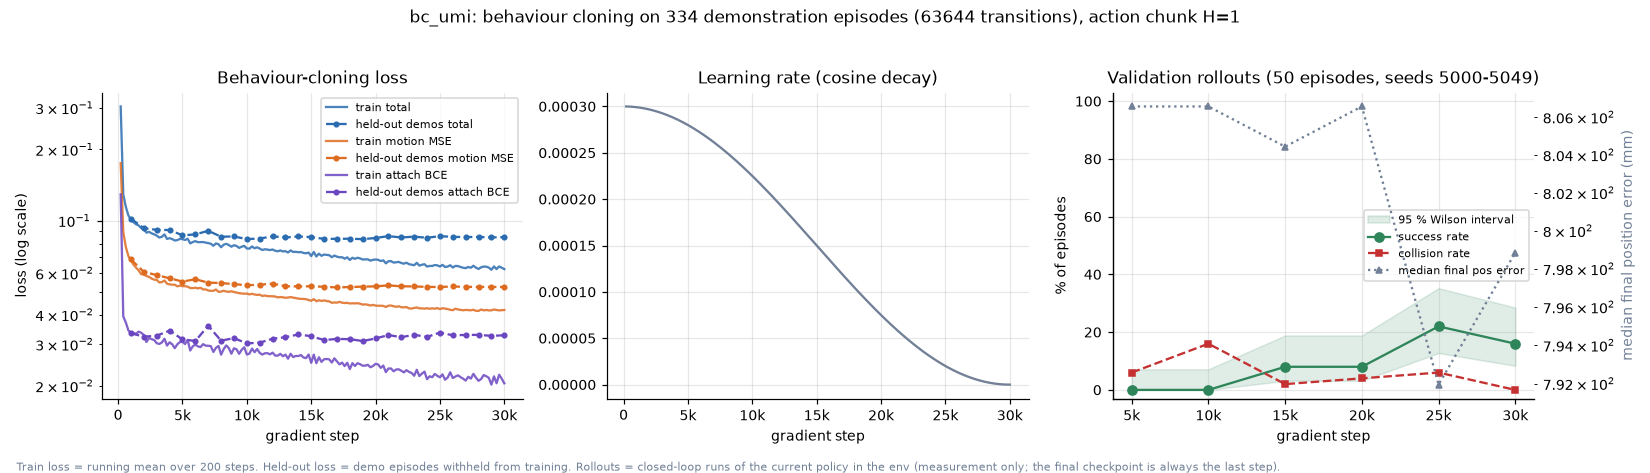 bc_umi: behaviour cloning on 334 demonstration episodes (63644 transitions), action chunk H=1
Behaviour-cloning loss
loss (log scale)
3 × 10⁻¹
2 × 10⁻¹
10⁻¹
6 × 10⁻²
4 × 10⁻²
3 × 10⁻²
2 × 10⁻²
train total
held-out demos total
train motion MSE
held-out demos motion MSE
train attach BCE
held-out demos attach BCE
0 5k 10k 15k 20k 25k 30k
gradient step
Learning rate (cosine decay)
0.00030
0.00025
0.00020
0.00015
0.00010
0.00005
0.00000
0 5k 10k 15k 20k 25k 30k
gradient step
Validation rollouts (50 episodes, seeds 5000-5049)
% of episodes
100
80
60
40
20
0
95 % Wilson interval
success rate
collision rate
median final pos error
8.06 × 10²
8.04 × 10²
8.02 × 10²
8 × 10²
7.98 × 10²
7.96 × 10²
7.94 × 10²
7.92 × 10²
median final position error (mm)
5k 10k 15k 20k 25k 30k
gradient step
Train loss = running mean over 200 steps. Held-out loss = demo episodes withheld from training. Rollouts = closed-loop runs of the current policy in the env (measurement only; the final checkpoint is always the last step).